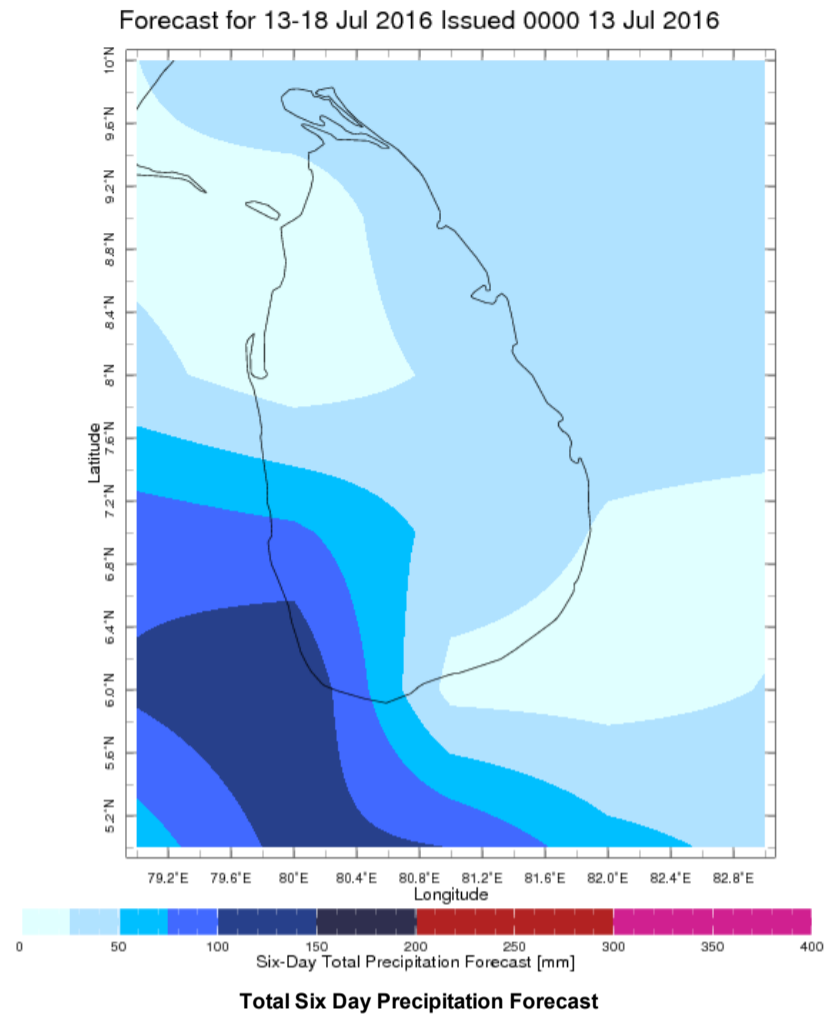 Forecast for 13-18 Jul 2016 Issued 0000 13 Jul 2016
10°N
9.6°N
9.2°N
8.8°N
8.4°N
8°N
7.6°N
7.2°N
6.8°N
6.4°N
6.0°N
5.6°N
5.2°N
Latitude
79.2°E 79.6°E 80°E 80.4°E 80.8°E 81.2°E 81.6°E 82.0°E 82.4°E 82.8°E
Longitude
0 50 100 150 200 250 300 350 400
Six-Day Total Precipitation Forecast [mm]
Total Six Day Precipitation Forecast